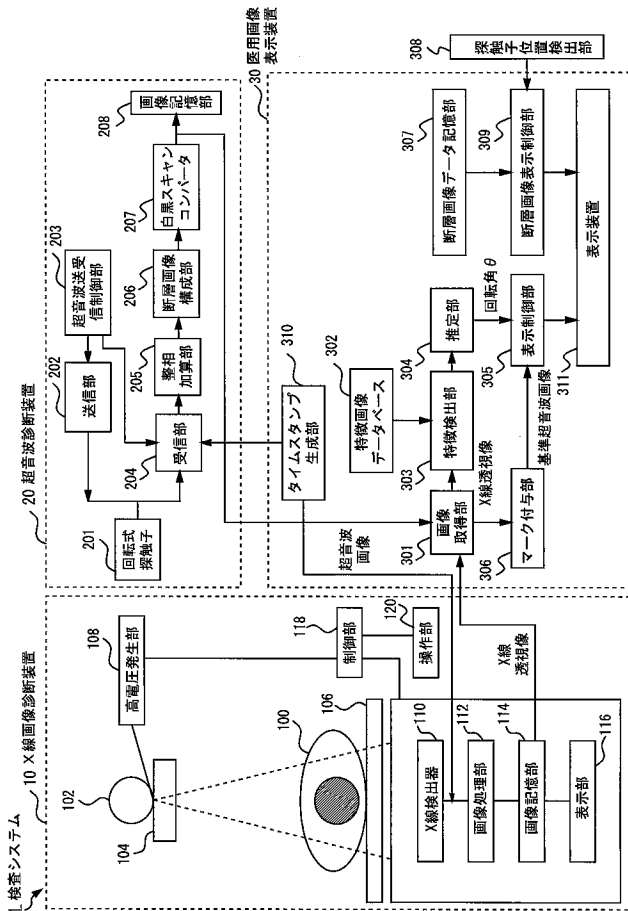 1 検査システム
10 X線画像診断装置
102
104
108
高電圧発生部
100
106
118
制御部
120
操作部
110
X線検出器
112
画像処理部
114
画像記憶部
116
表示部
X線
透視像
20 超音波診断装置
201
回転式
探触子
202
送信部
203
超音波送受
信制御部
204
受信部
205
整相
加算部
206
断層画像
構成部
207
白黒スキャン
コンバータ
208
画像記憶部
30 医用画像
表示装置
310
タイムスタンプ
生成部
超音波
画像
301
画像
取得部
302
特徴画像
データベース
303
特徴検出部
X線透視像
304
推定部
回転角θ
305
表示制御部
306
マーク付与部
基準超音波画像
307
断層画像データ記憶部
308
探触子位置検出部
309
断層画像表示制御部
311
表示装置